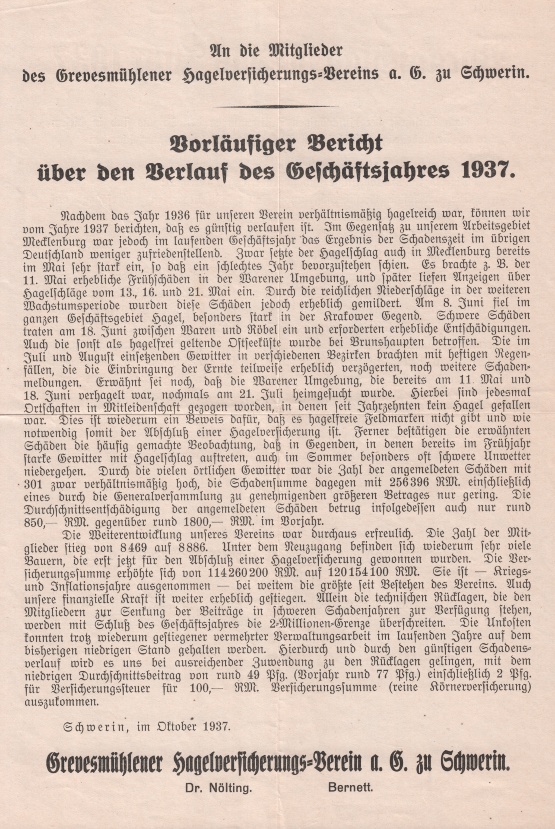 An die Mitglieder
des Grevesmühlener Hagelversicherungs-Vereins a. G. zu Schwerin.
Vorläufiger Bericht
über den Verlauf des Geschäftsjahres 1937.
Nachdem das Jahr 1936 für unseren Verein verhältnismäßig hagelreich war, können wir
vom Jahre 1937 berichten, daß es günstig verlaufen ist. Im Gegensatz zu unserem Arbeitsgebiet
Mecklenburg war jedoch im laufenden Geschäftsjahr das Ergebnis der Schadenszeit im übrigen
Deutschland weniger zufriedenstellend. Zwar setzte der Hagelschlag auch in Mecklenburg bereits
im Mai sehr stark ein, so daß ein schlechtes Jahr bevorzustehen schien. Es brachte z. B. der
11. Mai erhebliche Frühschäden in der Warener Umgebung, und später liefen Anzeigen über
Hagelschläge vom 13., 16. und 21. Mai ein. Durch die reichlichen Niederschläge in der weiteren
Wachstumsperiode wurden diese Schäden jedoch erheblich gemildert. Am 8. Juni fiel im
ganzen Geschäftsgebiet Hagel, besonders stark in der Krakower Gegend. Schwere Schäden
traten am 18. Juni zwischen Waren und Röbel ein und erforderten erhebliche Entschädigungen.
Auch die sonst als hagelfrei geltende Ostseeküste wurde bei Brunshaupten betroffen. Die im
Juli und August einsetzenden Gewitter in verschiedenen Bezirken brachten mit heftigen Regen-
fällen, die die Einbringung der Ernte teilweise erheblich verzögerten, noch weitere Schaden-
meldungen. Erwähnt sei noch, daß die Warener Umgebung, die bereits am 11. Mai und
18. Juni verhagelt war, nochmals am 21. Juli heimgesucht wurde. Hierbei sind jedesmal
Ortschaften in Mitleidenschaft gezogen worden, in denen seit Jahrzehnten kein Hagel gefallen
war. Dies ist wiederum ein Beweis dafür, daß es hagelfreie Feldmarken nicht gibt und wie
notwendig somit der Abschluß einer Hagelversicherung ist. Ferner bestätigen die erwähnten
Schäden die häufig gemachte Beobachtung, daß in Gegenden, in denen bereits im Frühjahr
starke Gewitter mit Hagelschlag auftreten, auch im Sommer besonders oft schwere Unwetter
niedergehen. Durch die vielen örtlichen Gewitter war die Zahl der angemeldeten Schäden mit
301 zwar verhältnismäßig hoch, die Schadensumme dagegen mit 256396 RM. einschließlich
eines durch die Generalversammlung zu genehmigenden größeren Betrages nur gering. Die
Durchschnittsentschädigung der angemeldeten Schäden betrug infolgedessen auch nur rund
850,— RM. gegenüber rund 1800,— RM. im Vorjahr.
Die Weiterentwicklung unseres Vereins war durchaus erfreulich. Die Zahl der Mit-
glieder stieg von 8469 auf 8886. Unter dem Neuzugang befinden sich wiederum sehr viele
Bauern, die erst jetzt für den Abschluß einer Hagelversicherung gewonnen wurden. Die Ver-
sicherungssumme erhöhte sich von 114260200 RM. auf 120154100 RM. Sie ist — Kriegs-
und Inflationsjahre ausgenommen — bei weitem die größte seit Bestehen des Vereins. Auch
unsere finanzielle Kraft ist weiter erheblich gestiegen. Allein die technischen Rücklagen, die den
Mitgliedern zur Senkung der Beiträge in schweren Schadenjahren zur Verfügung stehen,
werden mit Schluß des Geschäftsjahres die 2-Millionen-Grenze überschreiten. Die Unkosten
konnten trotz wiederum gestiegener vermehrter Verwaltungsarbeit im laufenden Jahre auf dem
bisherigen niedrigen Stand gehalten werden. Hierdurch und durch den günstigen Schadens-
verlauf wird es uns bei ausreichender Zuwendung zu den Rücklagen gelingen, mit dem
niedrigen Durchschnittsbeitrag von rund 49 Pfg. (Vorjahr rund 77 Pfg.) einschließlich 2 Pfg.
für Versicherungssteuer für 100,— RM. Versicherungssumme (reine Körnerversicherung)
auszukommen.
Schwerin, im Oktober 1937.
Grevesmühlener Hagelversicherungs-Verein a. G. zu Schwerin.
Dr. Nölting. Bernett.